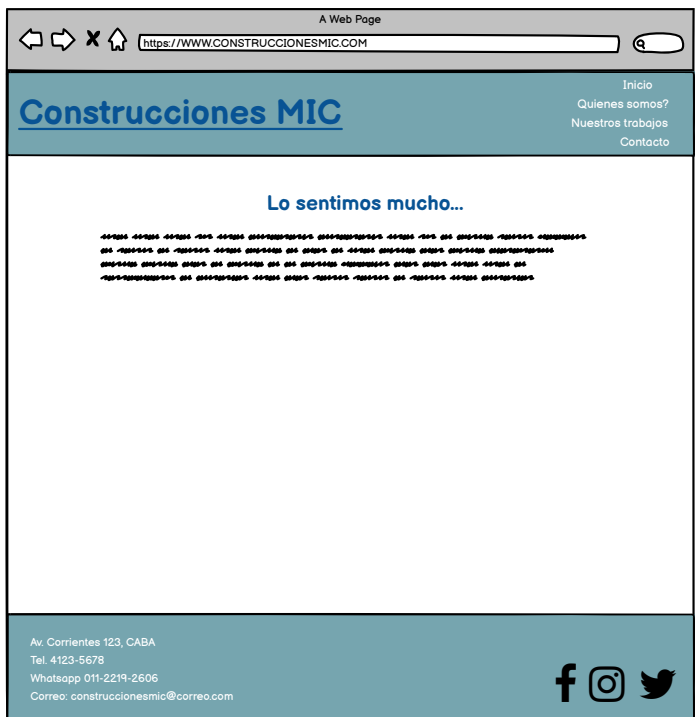 A Web Page
https://WWW.CONSTRUCCIONESMIC.COM
Construcciones MIC
Inicio
Quienes somos?
Nuestros trabajos
Contacto
Lo sentimos mucho...
Av. Corrientes 123, CABA
Tel. 4123-5678
Whatsapp 011-2219-2606
Correo: construccionesmic@correo.com